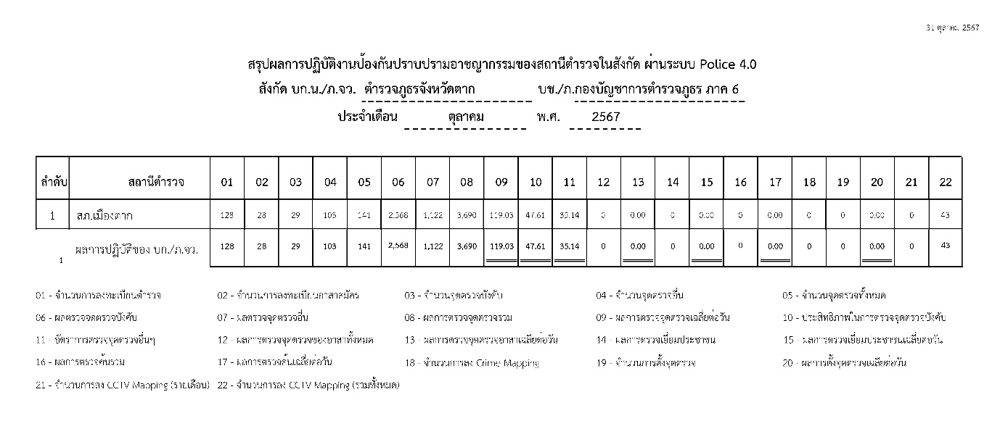 31 ตุลาคม 2567
สรุปผลการปฏิบัติงานป้องกันปราบปรามอาชญากรรมของสถานีตำรวจในสังกัด ผ่านระบบ Police 4.0
สังกัด บก.น./ภ.จว. ตำรวจภูธรจังหวัดตาก บช./ภ.กองบัญชาการตำรวจภูธร ภาค 6
ประจำเดือน ตุลาคม พ.ศ. 2567
ลำดับ สถานีตำรวจ 01 02 03 04 05 06 07 08 09 10 11 12 13 14 15 16 17 18 19 20 21 22
1 สภ.เมืองตาก 128 28 29 103 141 2,568 1,122 3,690 119.03 47.61 35.14 0 0.00 0 0.00 0 0.00 0 0 0.00 0 43
1 ผลการปฏิบัติของ บก./ภ.จว. 128 28 29 103 141 2,568 1,122 3,690 119.03 47.61 35.14 0 0.00 0 0.00 0 0.00 0 0 0.00 0 43
01 - จำนวนการลงทะเบียนตำรวจ 02 - จำนวนการลงทะเบียนอาสาสมัคร 03 - จำนวนจุดตรวจบังคับ 04 - จำนวนจุดตรวจอื่น 05 - จำนวนจุดตรวจทั้งหมด
06 - ผลตรวจจุดตรวจบังคับ 07 - ผลตรวจจุดตรวจอื่น 08 - ผลการตรวจจุดตรวจรวม 09 - ผลการตรวจจุดตรวจเฉลี่ยต่อวัน 10 - ประสิทธิภาพในการตรวจจุดตรวจบังคับ
11 - อัตราการตรวจจุดตรวจอื่นๆ 12 - ผลการตรวจจุดตรวจของอาสาทั้งหมด 13 - ผลการตรวจจุดตรวจอาสาเฉลี่ยต่อวัน 14 - ผลการตรวจเยี่ยมประชาชน 15 - ผลการตรวจเยี่ยมประชาชนเฉลี่ยต่อวัน
16 - ผลการตรวจค้นรวม 17 - ผลการตรวจค้นเฉลี่ยต่อวัน 18 - จำนวนการลง Crime Mapping 19 - จำนวนการตั้งจุดตรวจ 20 - ผลการตั้งจุดตรวจเฉลี่ยต่อวัน
21 - จำนวนการลง CCTV Mapping (รายเดือน) 22 - จำนวนการลง CCTV Mapping (รวมทั้งหมด)